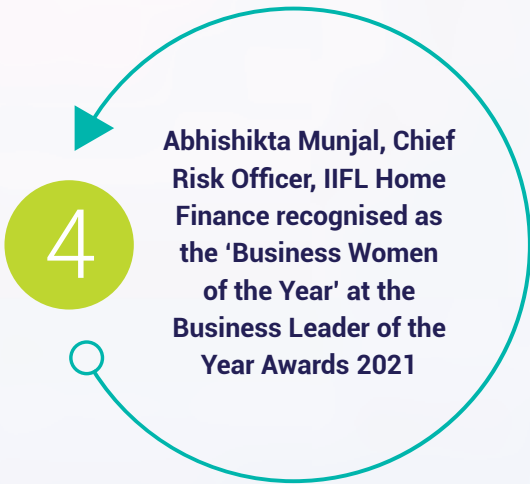 4
Abhishikta Munjal, Chief
Risk Officer, IIFL Home
Finance recognised as
the ‘Business Women
of the Year’ at the
Business Leader of the
Year Awards 2021